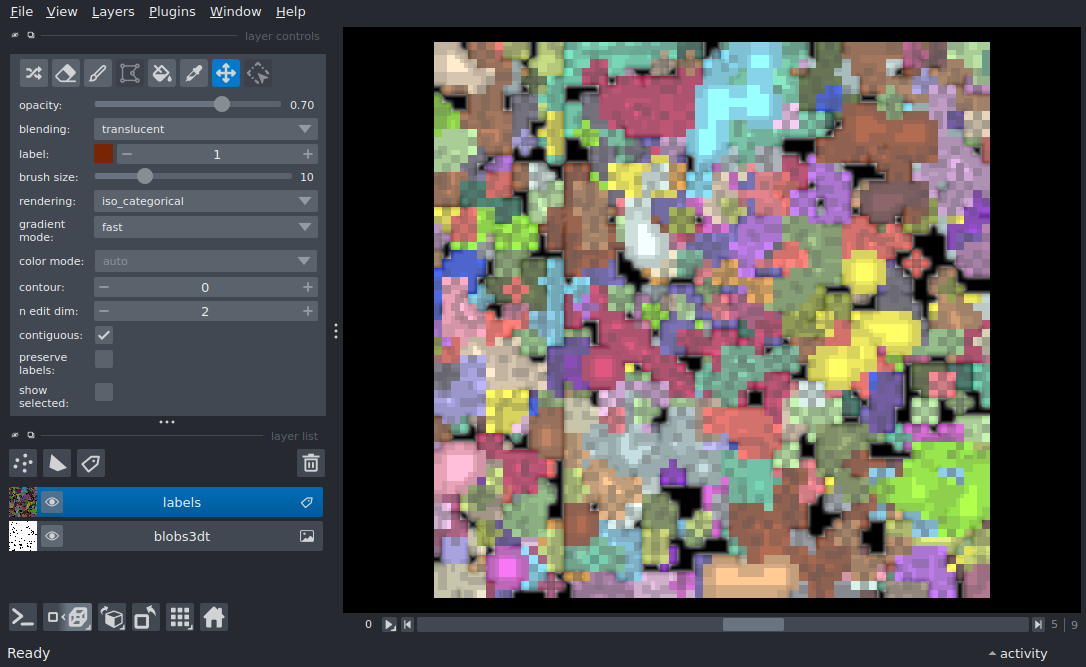 File View Layers Plugins Window Help
layer controls
opacity: 0.70
blending: translucent
label: 1
brush size: 10
rendering: iso_categorical
gradient
mode: fast
color mode: auto
contour: 0
n edit dim: 2
contiguous:
preserve
labels:
show
selected:
layer list
labels
blobs3dt
0 5 9
Ready activity